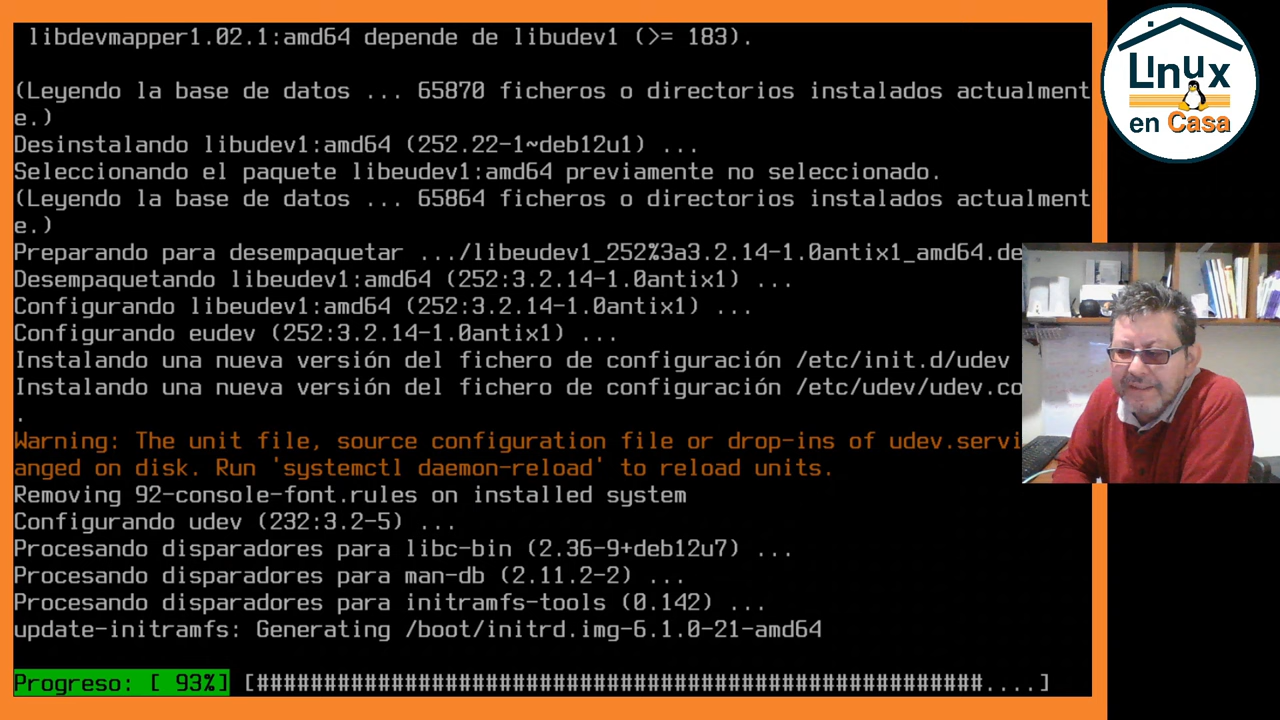 libdevmapper1.02.1:amd64 depende de libudev1 (>= 183).
(Leyendo la base de datos ... 65870 ficheros o directorios instalados actualment
e.)
Desinstalando libudev1:amd64 (252.22-1~deb12u1) ...
Seleccionando el paquete libeudev1:amd64 previamente no seleccionado.
(Leyendo la base de datos ... 65864 ficheros o directorios instalados actualment
e.)
Preparando para desempaquetar .../libeudev1_252%3a3.2.14-1.0antix1_amd64.de
Desempaquetando libeudev1:amd64 (252:3.2.14-1.0antix1) ...
Configurando libeudev1:amd64 (252:3.2.14-1.0antix1) ...
Configurando eudev (252:3.2.14-1.0antix1) ...
Instalando una nueva versión del fichero de configuración /etc/init.d/udev
Instalando una nueva versión del fichero de configuración /etc/udev/udev.co
.
Warning: The unit file, source configuration file or drop-ins of udev.servi
anged on disk. Run 'systemctl daemon-reload' to reload units.
Removing 92-console-font.rules on installed system
Configurando udev (232:3.2-5) ...
Procesando disparadores para libc-bin (2.36-9+deb12u7) ...
Procesando disparadores para man-db (2.11.2-2) ...
Procesando disparadores para initramfs-tools (0.142) ...
update-initramfs: Generating /boot/initrd.img-6.1.0-21-amd64
Progreso: [ 93%] [######################################################....]
Linux
en Casa